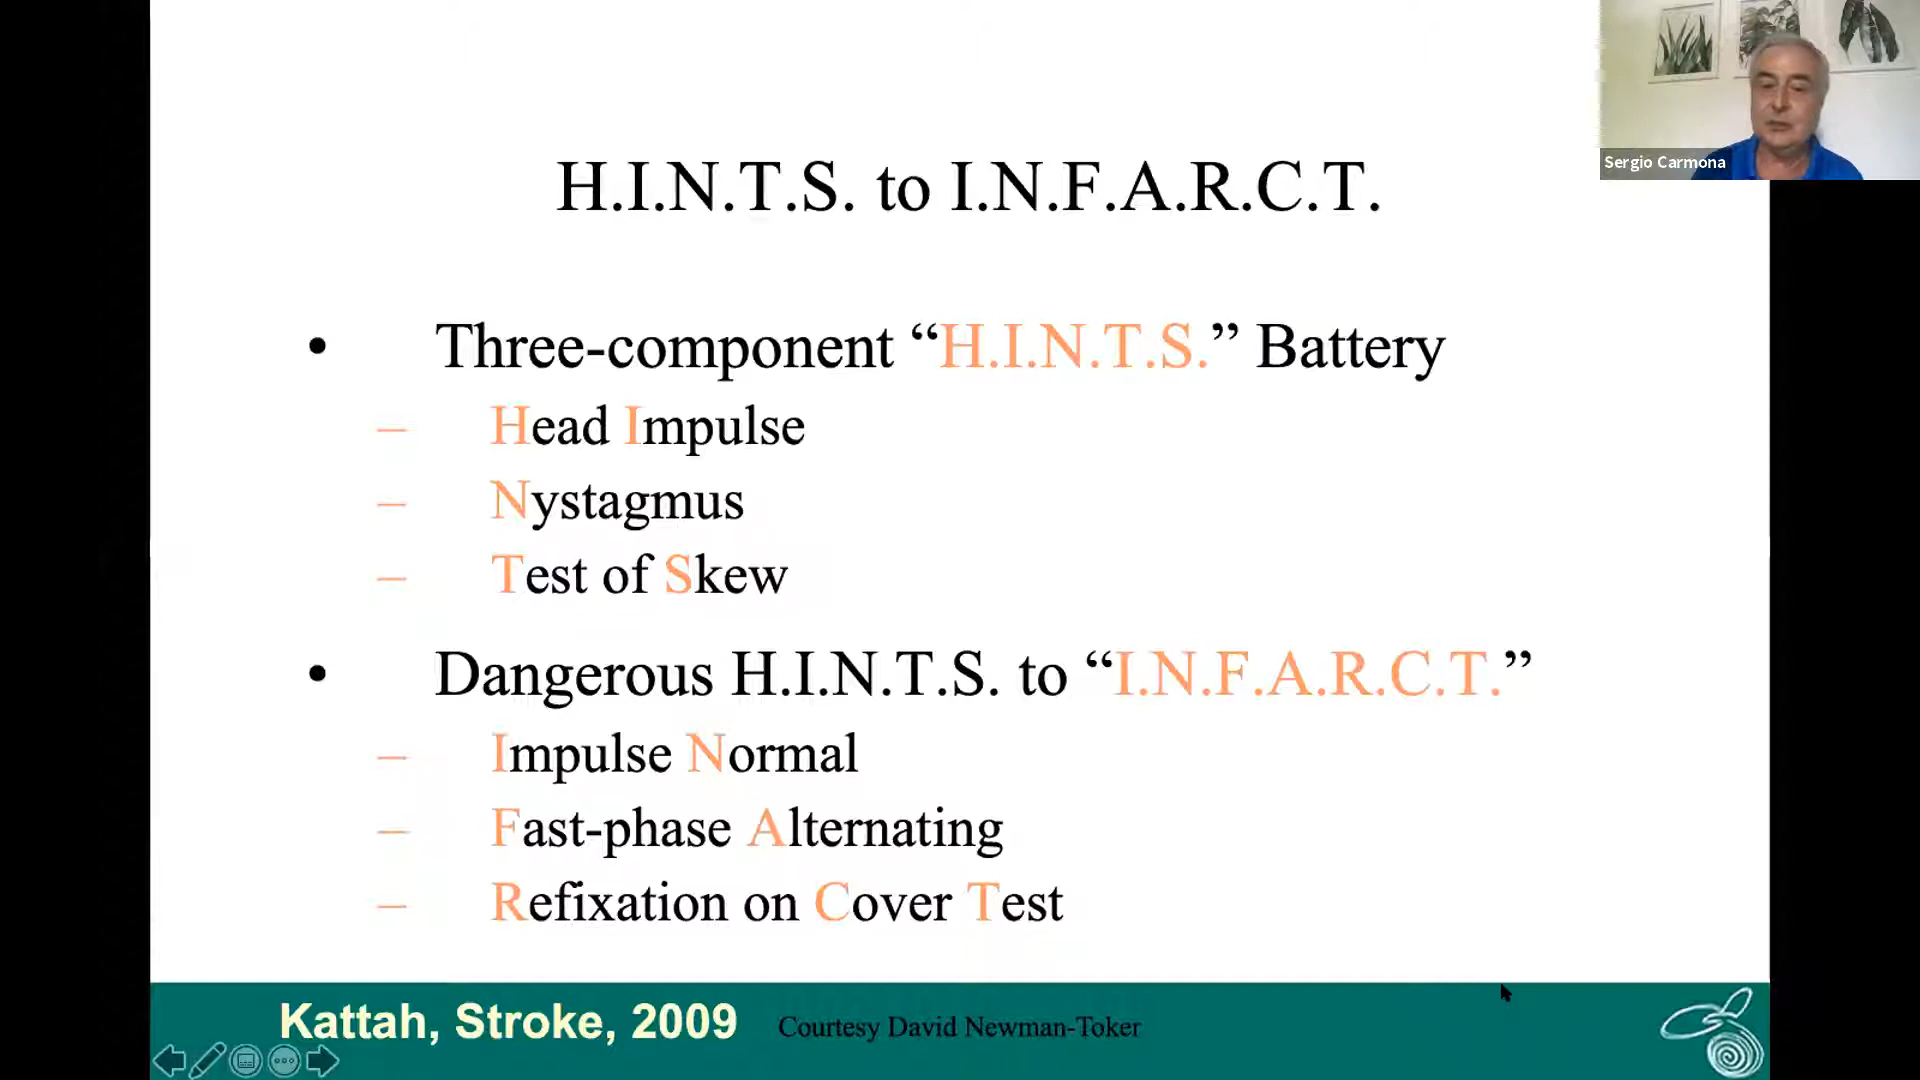 Sergio Carmona
H.I.N.T.S. to I.N.F.A.R.C.T.
• Three-component “H.I.N.T.S.” Battery
– Head Impulse
– Nystagmus
– Test of Skew
• Dangerous H.I.N.T.S. to “I.N.F.A.R.C.T.”
– Impulse Normal
– Fast-phase Alternating
– Refixation on Cover Test
Kattah, Stroke, 2009
Courtesy David Newman-Toker